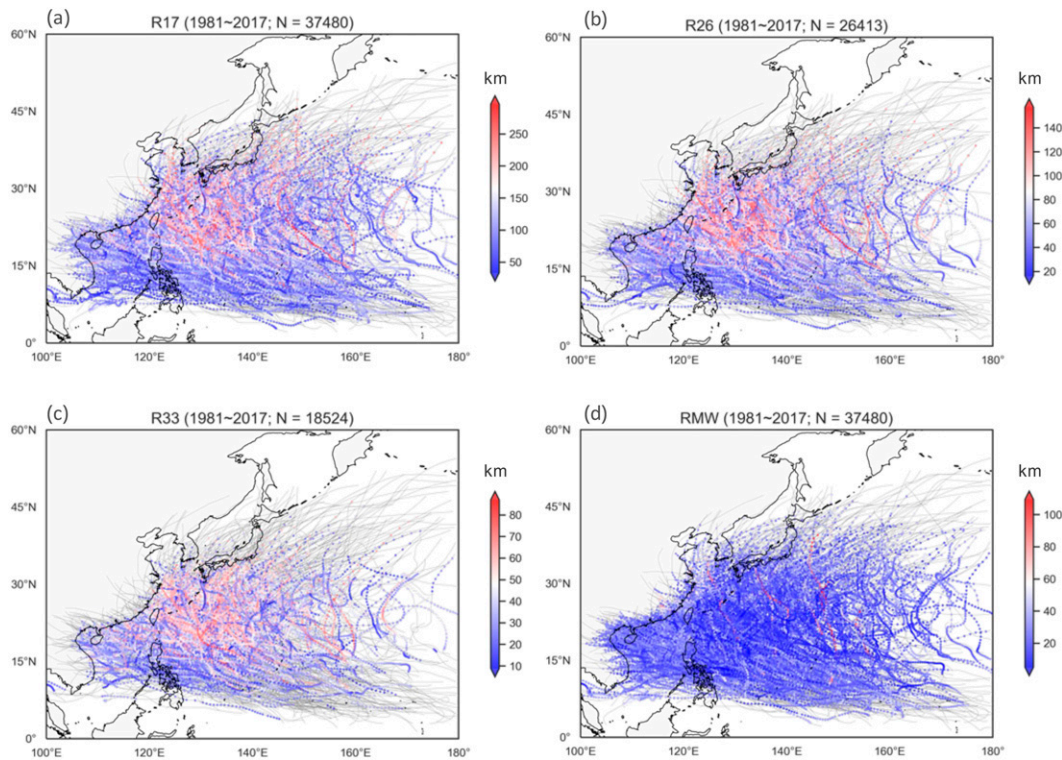 (a)
R17 (1981~2017; N = 37480)
60°N
45°N
30°N
15°N
0°
100°E 120°E 140°E 160°E 180°
km
250
200
150
100
50
(b)
R26 (1981~2017; N = 26413)
60°N
45°N
30°N
15°N
0°
100°E 120°E 140°E 160°E 180°
km
140
120
100
80
60
40
20
(c)
R33 (1981~2017; N = 18524)
60°N
45°N
30°N
15°N
0°
100°E 120°E 140°E 160°E 180°
km
80
70
60
50
40
30
20
10
(d)
RMW (1981~2017; N = 37480)
60°N
45°N
30°N
15°N
0°
100°E 120°E 140°E 160°E 180°
km
100
80
60
40
20